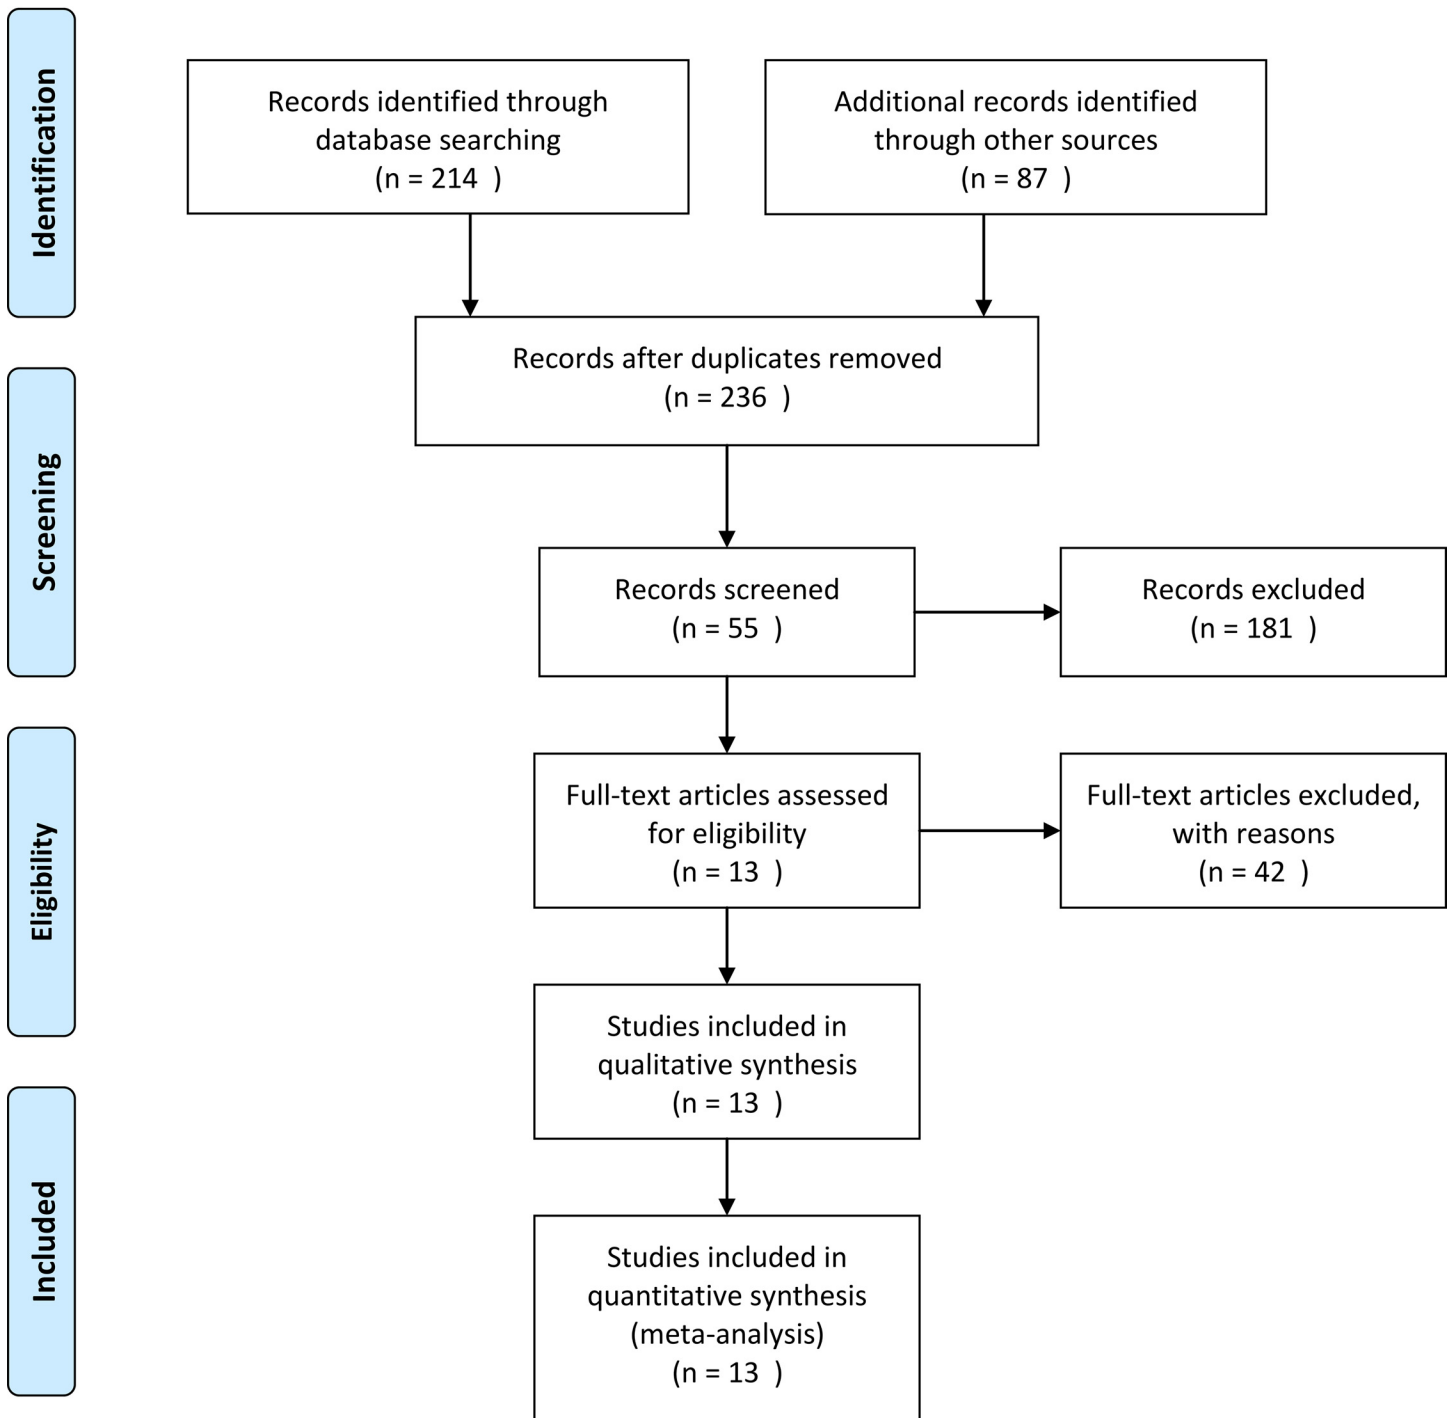 Identification
Records identified through
database searching
(n = 214  )
Additional records identified
through other sources
(n = 87  )
Records after duplicates removed
(n = 236  )
Screening
Records screened
(n = 55  )
Records excluded
(n = 181  )
Eligibility
Full-text articles assessed
for eligibility
(n = 13  )
Full-text articles excluded,
with reasons
(n = 42  )
Studies included in
qualitative synthesis
(n = 13  )
Included
Studies included in
quantitative synthesis
(meta-analysis)
(n = 13  )